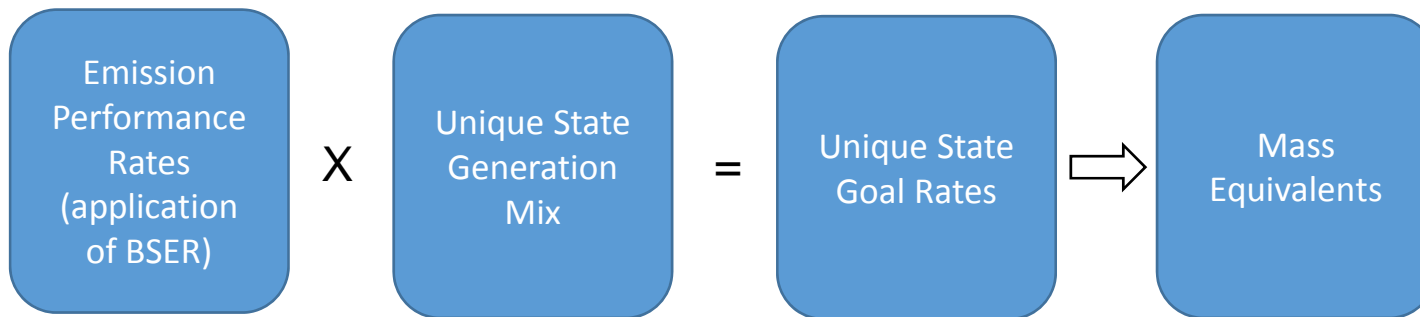 Emission
Performance
Rates
(application
of BSER)
X
Unique State
Generation
Mix
=
Unique State
Goal Rates
Mass
Equivalents